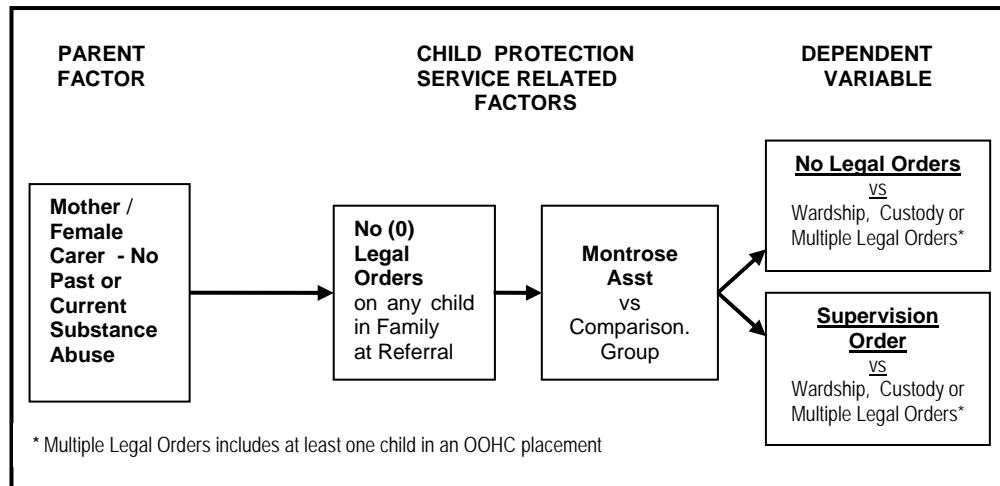 PARENT
FACTOR
CHILD PROTECTION
SERVICE RELATED
FACTORS
DEPENDENT
VARIABLE
Mother /
Female
Carer - No
Past or
Current
Substance
Abuse
No (0)
Legal
Orders
on any child
in Family
at Referral
Montrose
Asst
vs
Comparison.
Group
No Legal Orders
vs
Wardship, Custody or
Multiple Legal Orders*
Supervision
Order
vs
Wardship, Custody or
Multiple Legal Orders*
* Multiple Legal Orders includes at least one child in an OOHC placement